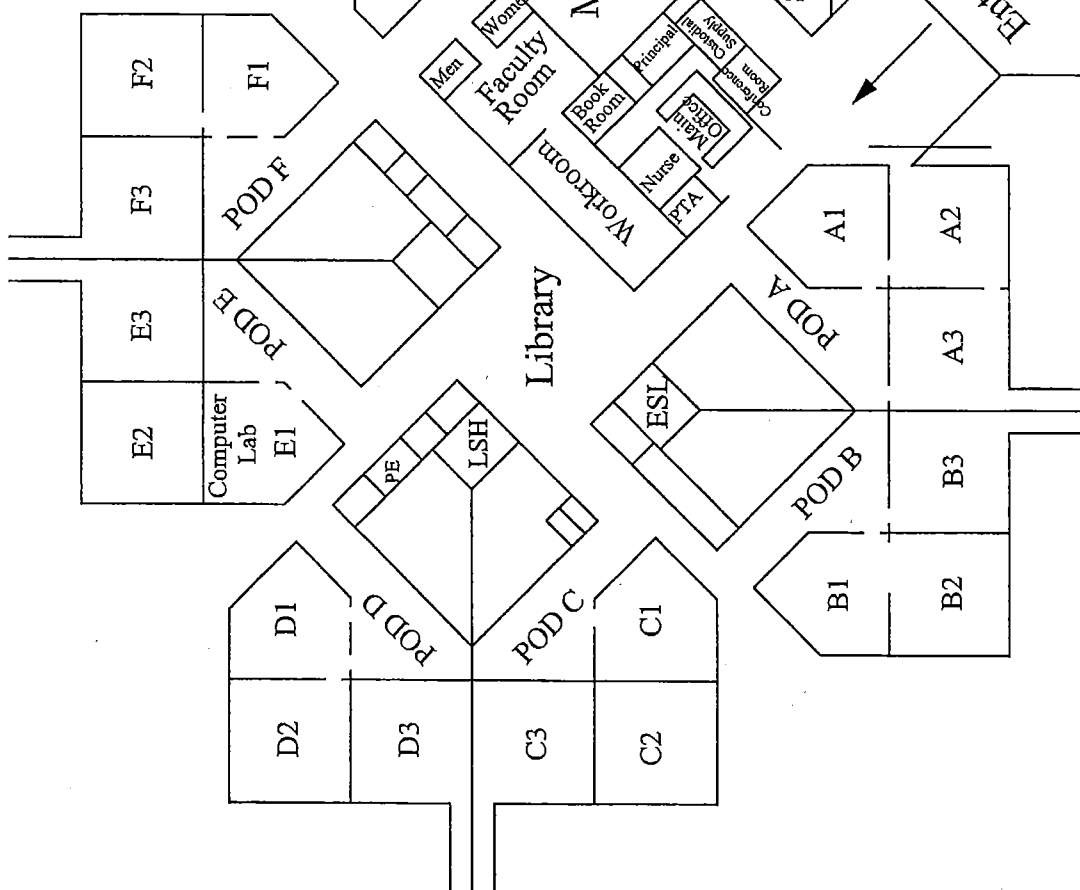 F2
F1
F3
POD F
E3
POD E
E2
Computer
Lab
E1
Men
Faculty
Room
Book
Room
Principal
Custodial
Supply
Conference
Room
Main
Office
Nurse
PTA
Workroom
Library
A1
A2
A3
POD A
ESL
POD B
B3
B1
B2
LSH
PE
D1
POD D
D2
D3
POD C
C1
C3
C2